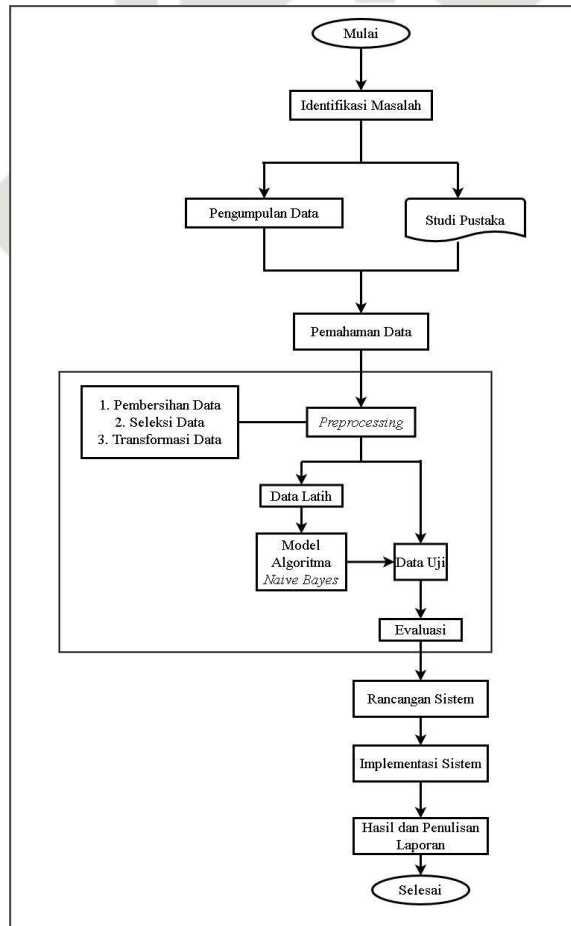 Mulai
Identifikasi Masalah
Pengumpulan Data
Studi Pustaka
Pemahaman Data
1. Pembersihan Data
2. Seleksi Data
3. Transformasi Data
Preprocessing
Data Latih
Model
Algoritma
Naive Bayes
Data Uji
Evaluasi
Rancangan Sistem
Implementasi Sistem
Hasil dan Penulisan
Laporan
Selesai